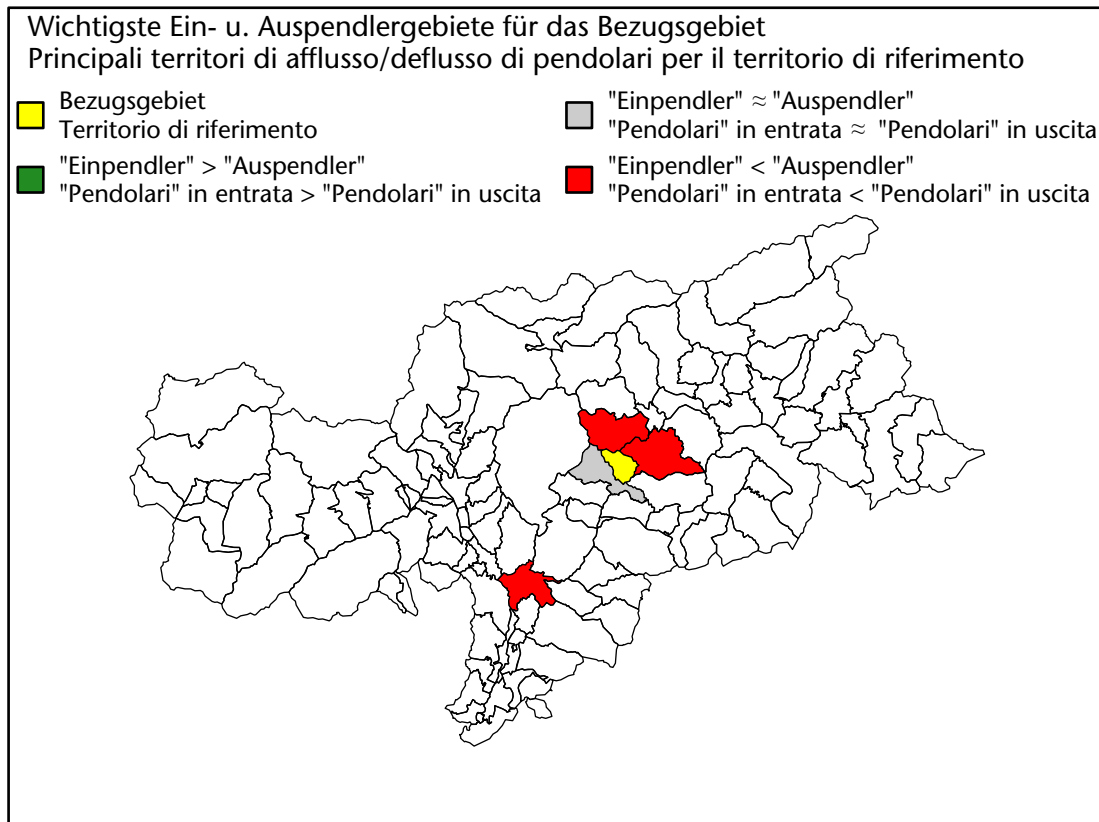 Wichtigste Ein- u. Auspendlergebiete für das Bezugsgebiet
Principali territori di afflusso/deflusso di pendolari per il territorio di riferimento
Bezugsgebiet
Territorio di riferimento
"Einpendler" > "Auspendler"
"Pendolari" in entrata > "Pendolari" in uscita
"Einpendler" ≈ "Auspendler"
"Pendolari" in entrata ≈ "Pendolari" in uscita
"Einpendler" < "Auspendler"
"Pendolari" in entrata < "Pendolari" in uscita